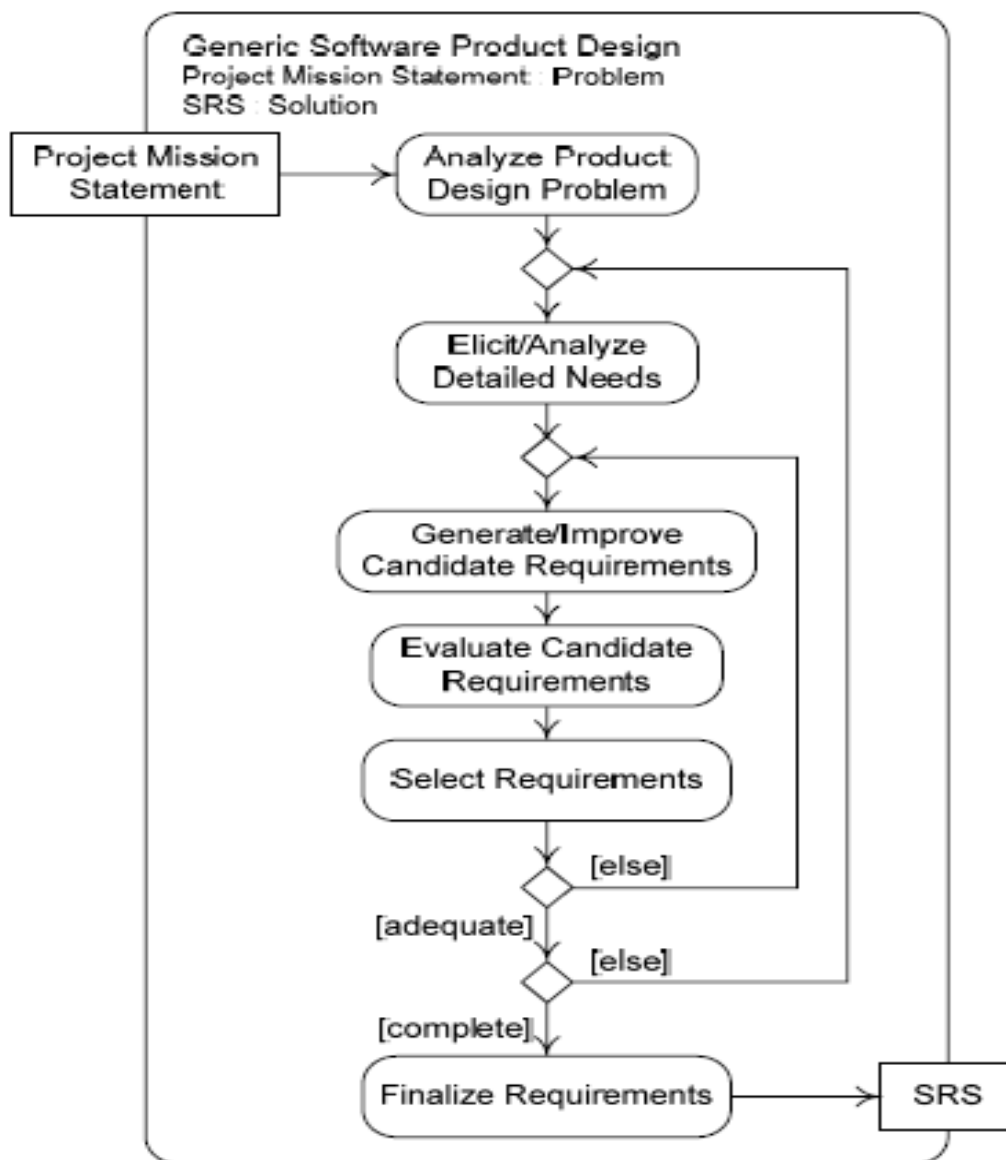 Generic Software Product Design
Project Mission Statement : Problem
SRS : Solution
Project Mission
Statement
Analyze Product
Design Problem
Elicit/Analyze
Detailed Needs
Generate/Improve
Candidate Requirements
Evaluate Candidate
Requirements
Select Requirements
[else]
[adequate]
[else]
[complete]
Finalize Requirements
SRS